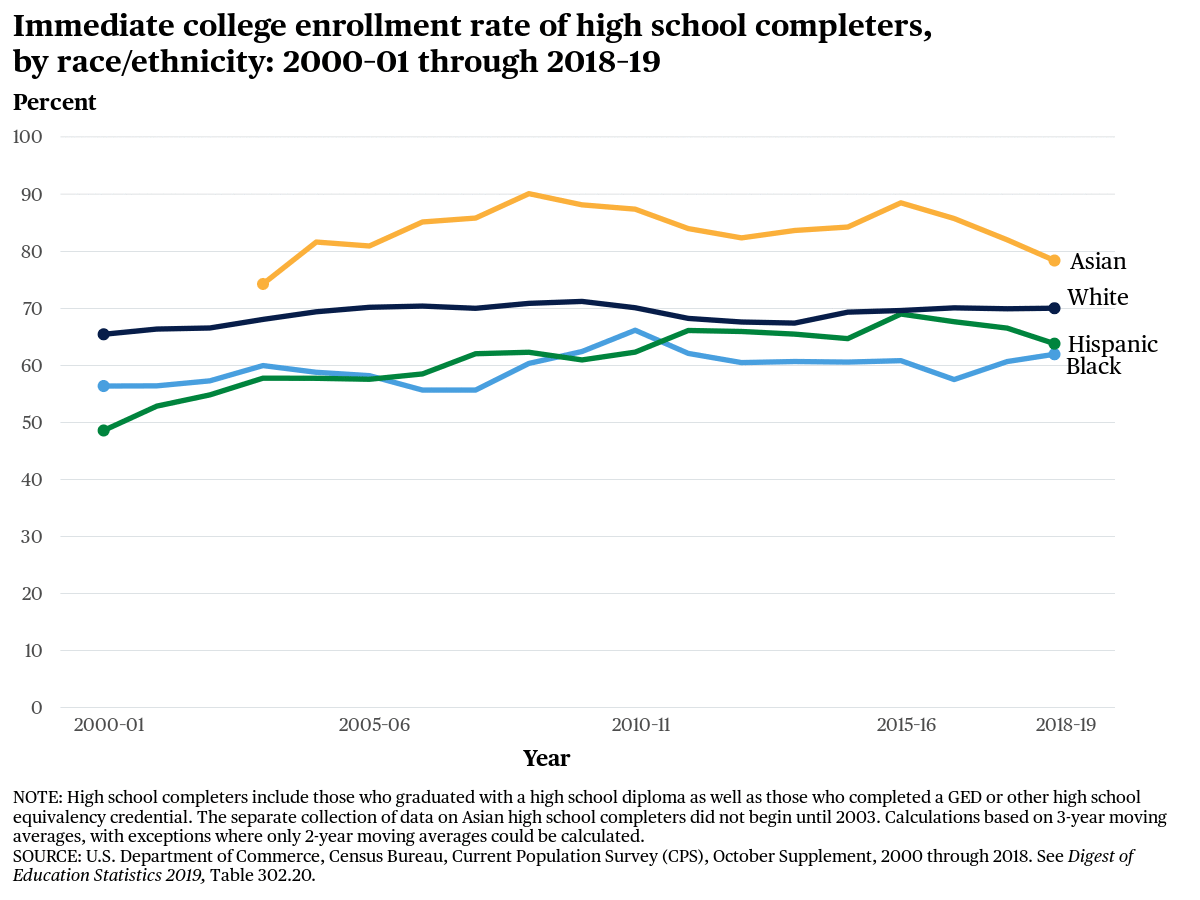 Immediate college enrollment rate of high school completers,
by race/ethnicity: 2000–01 through 2018–19
Percent
100
90
80
70
60
50
40
30
20
10
0
Asian
White
Hispanic
Black
2000–01
2005–06
2010–11
2015–16
2018–19
Year
NOTE: High school completers include those who graduated with a high school diploma as well as those who completed a GED or other high school
equivalency credential. The separate collection of data on Asian high school completers did not begin until 2003. Calculations based on 3-year moving
averages, with exceptions where only 2-year moving averages could be calculated.
SOURCE: U.S. Department of Commerce, Census Bureau, Current Population Survey (CPS), October Supplement, 2000 through 2018. See Digest of
Education Statistics 2019, Table 302.20.